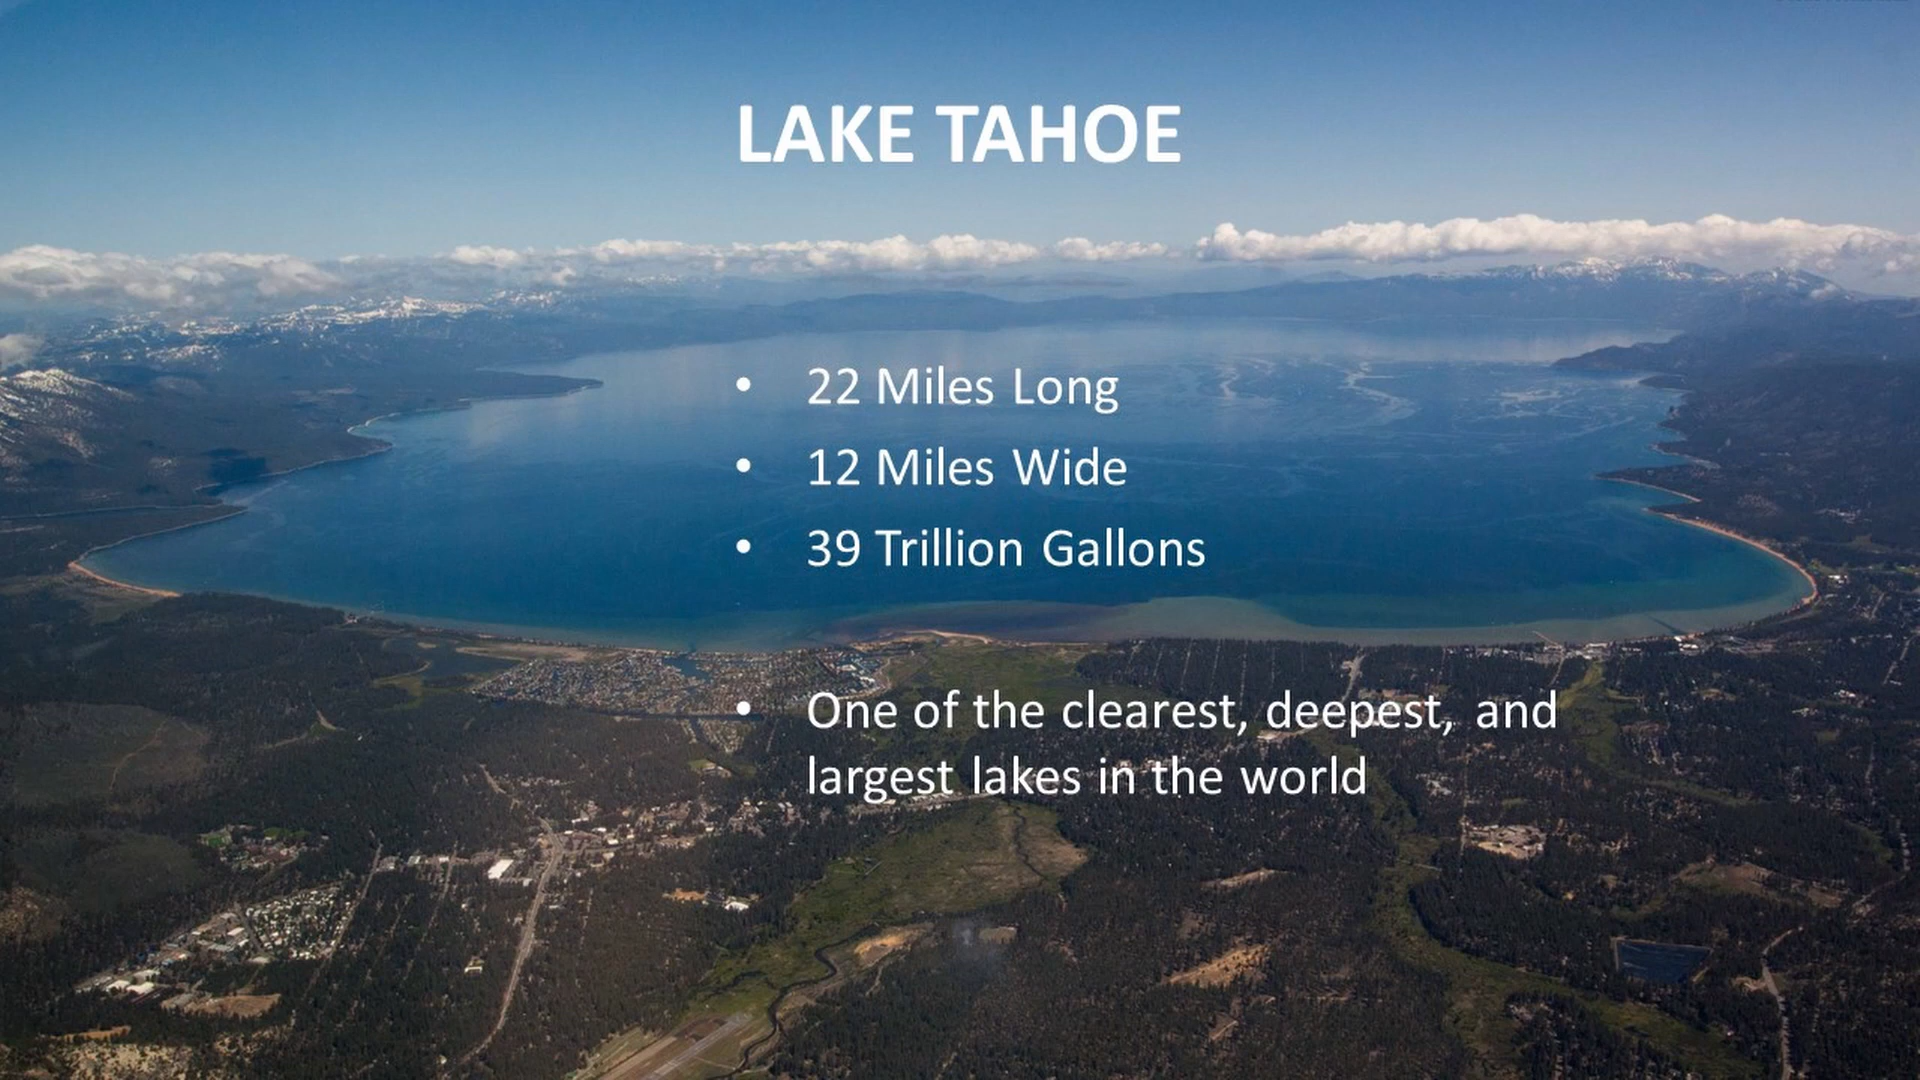 LAKE TAHOE
• 22 Miles Long
• 12 Miles Wide
• 39 Trillion Gallons
• One of the clearest, deepest, and
largest lakes in the world